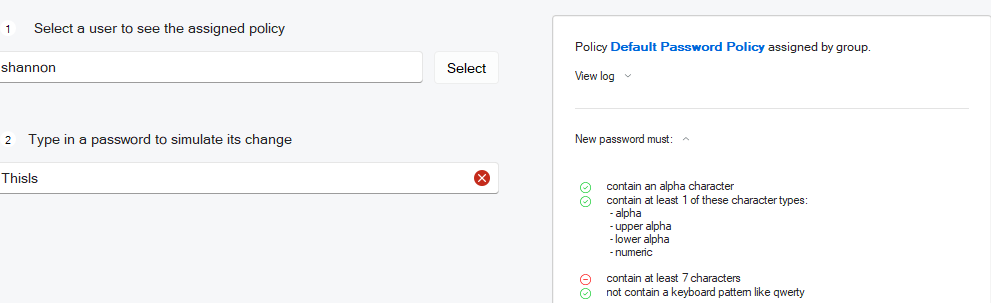 1 Select a user to see the assigned policy
shannon
Select
2 Type in a password to simulate its change
ThisIs
Policy Default Password Policy assigned by group.
View log
New password must:
contain an alpha character
contain at least 1 of these character types:
- alpha
- upper alpha
- lower alpha
- numeric
contain at least 7 characters
not contain a keyboard pattern like qwerty